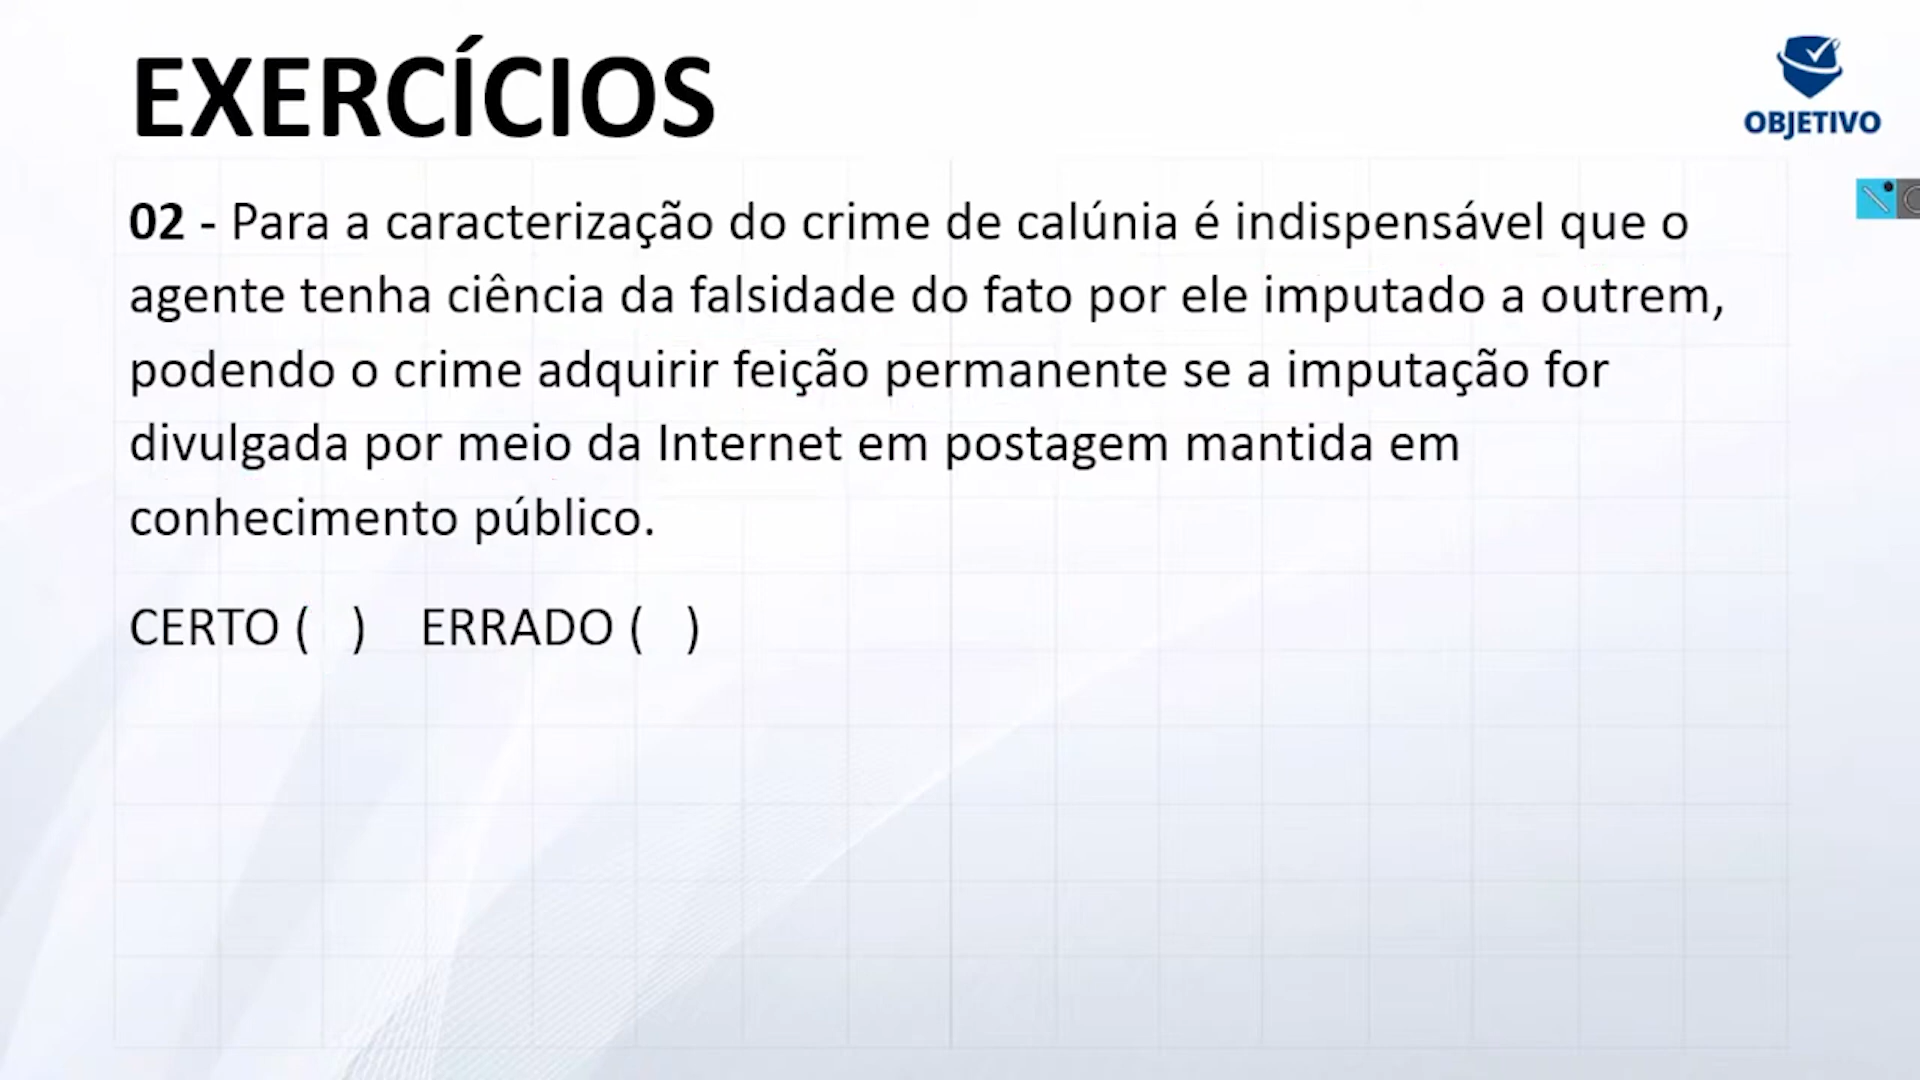 EXERCÍCIOS
OBJETIVO
02 - Para a caracterização do crime de calúnia é indispensável que o
agente tenha ciência da falsidade do fato por ele imputado a outrem,
podendo o crime adquirir feição permanente se a imputação for
divulgada por meio da Internet em postagem mantida em
conhecimento público.
CERTO (   )    ERRADO (   )